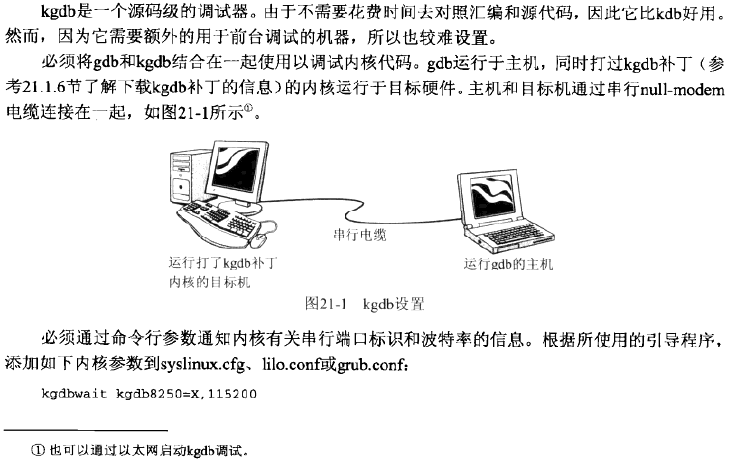 kgdb是一个源码级的调试器。由于不需要花费时间去对照汇编和源代码，因此它比kdb好用。
然而，因为它需要额外的用于前台调试的机器，所以也较难设置。
必须将gdb和kgdb结合在一起使用以调试内核代码。gdb运行于主机，同时打过kgdb补丁（参
考21.1.6节了解下载kgdb补丁的信息）的内核运行于目标硬件。主机和目标机通过串行null-modem
电缆连接在一起，如图21-1所示①。
串行电缆
运行打了kgdb补丁
内核的目标机
运行gdb的主机
图21-1 kgdb设置
必须通过命令行参数通知内核有关串行端口标识和波特率的信息。根据所使用的引导程序，
添加如下内核参数到syslinux.cfg、lilo.conf或grub.conf：
kgdbwait kgdb8250=X,115200
① 也可以通过以太网启动kgdb调试。